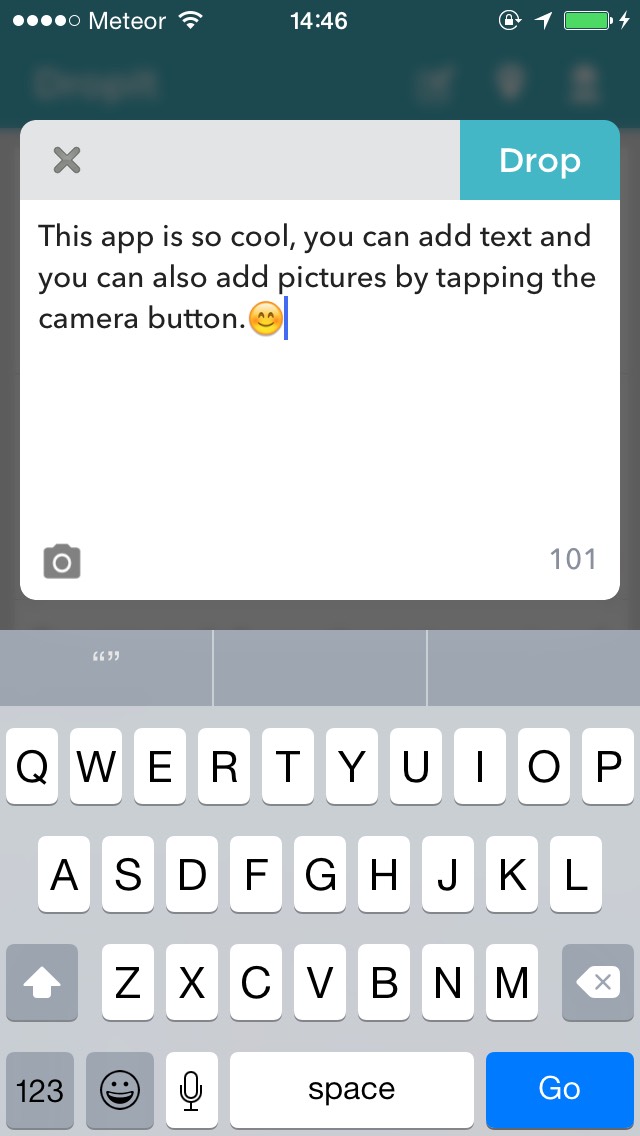 Meteor 14:46
DropIt
Drop
This app is so cool, you can add text and
you can also add pictures by tapping the
camera button.😊
101
“”
Q W E R T Y U I O P
A S D F G H J K L
Z X C V B N M
123 space Go